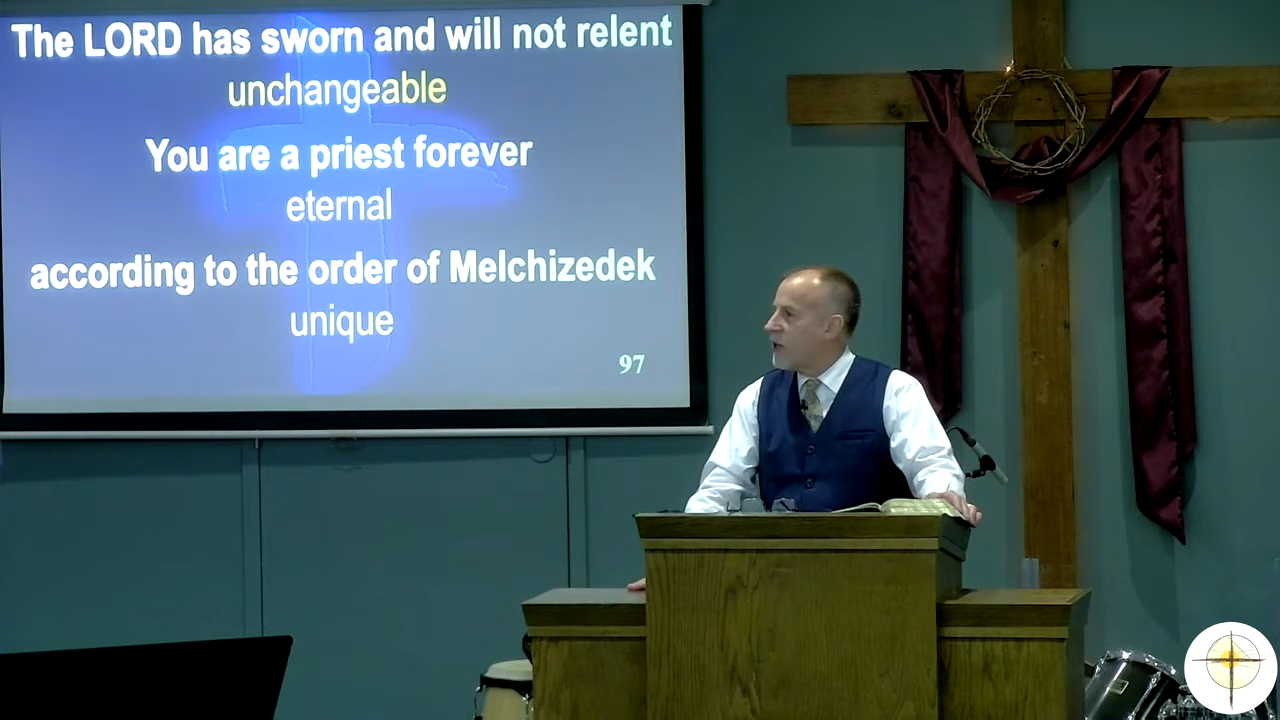 The LORD has sworn and will not relent
unchangeable
You are a priest forever
eternal
according to the order of Melchizedek
unique
97